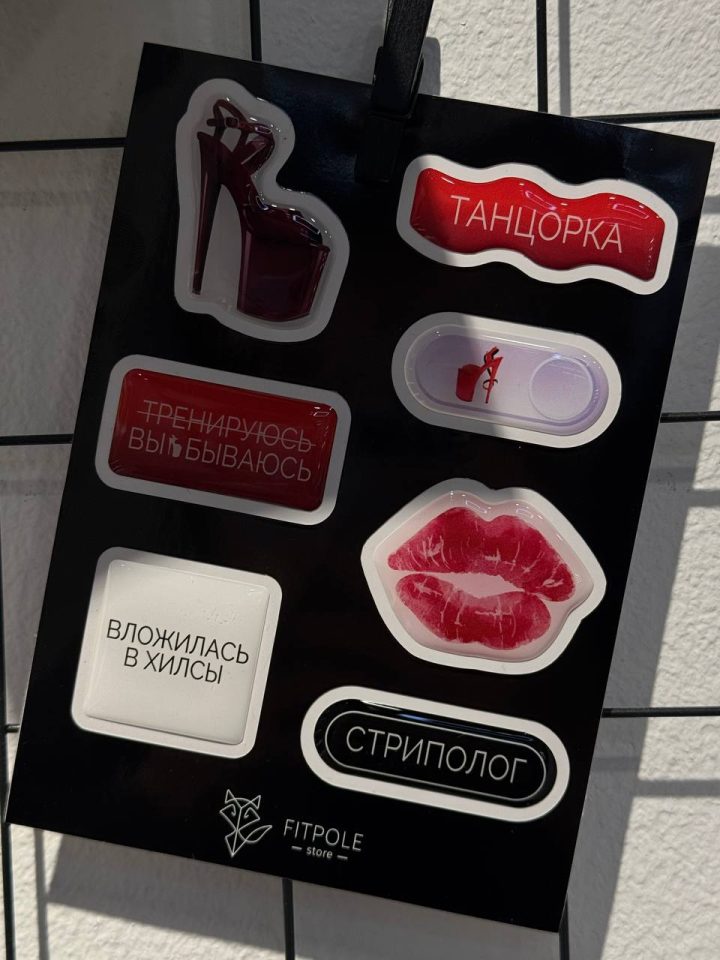 ТАНЦОРКА
ТРЕНИРУЮСЬ
ВЫ БЫВАЮСЬ
ВЛОЖИЛАСЬ
В ХИЛСЫ
СТРИПОЛОГ
FITPOLE
store